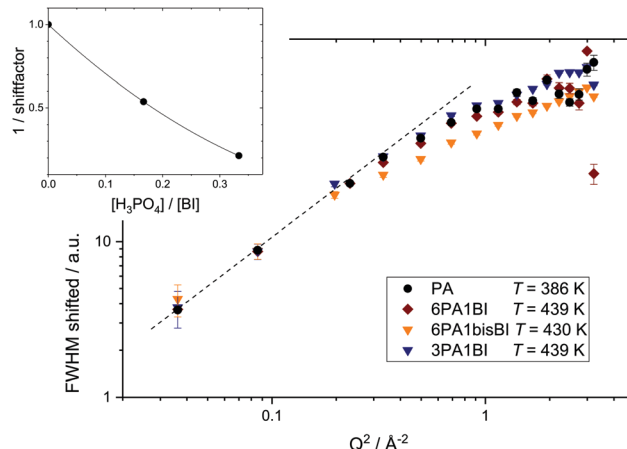 1.0
0.5
1 / shiftfactor
0.0 0.1 0.2 0.3
[H₃PO₄] / [BI]
10
1
FWHM shifted / a.u.
PA T = 386 K
6PA1BI T = 439 K
6PA1bisBI T = 430 K
3PA1BI T = 439 K
0.1 1
Q² / Å⁻²